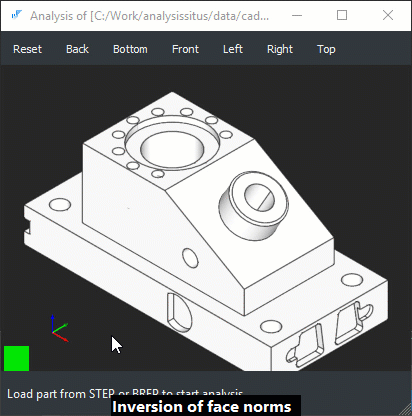 Analysis of [C:/Work/analysissitus/data/cad...
Reset Back Bottom Front Left Right Top
Load part from STEP or BREP to start analysis
Inversion of face norms